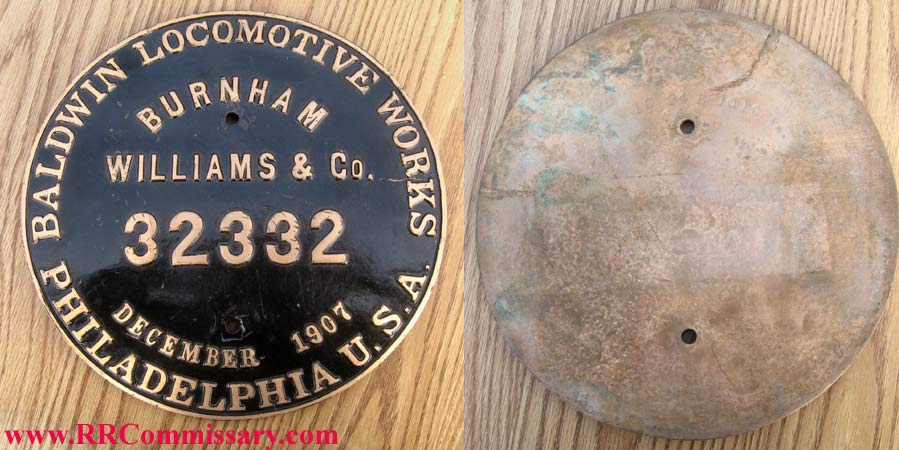 BALDWIN LOCOMOTIVE WORKS
BURNHAM
WILLIAMS & Co.
32332
DECEMBER 1907
PHILADELPHIA U.S.A.
www.RRCommissary.com